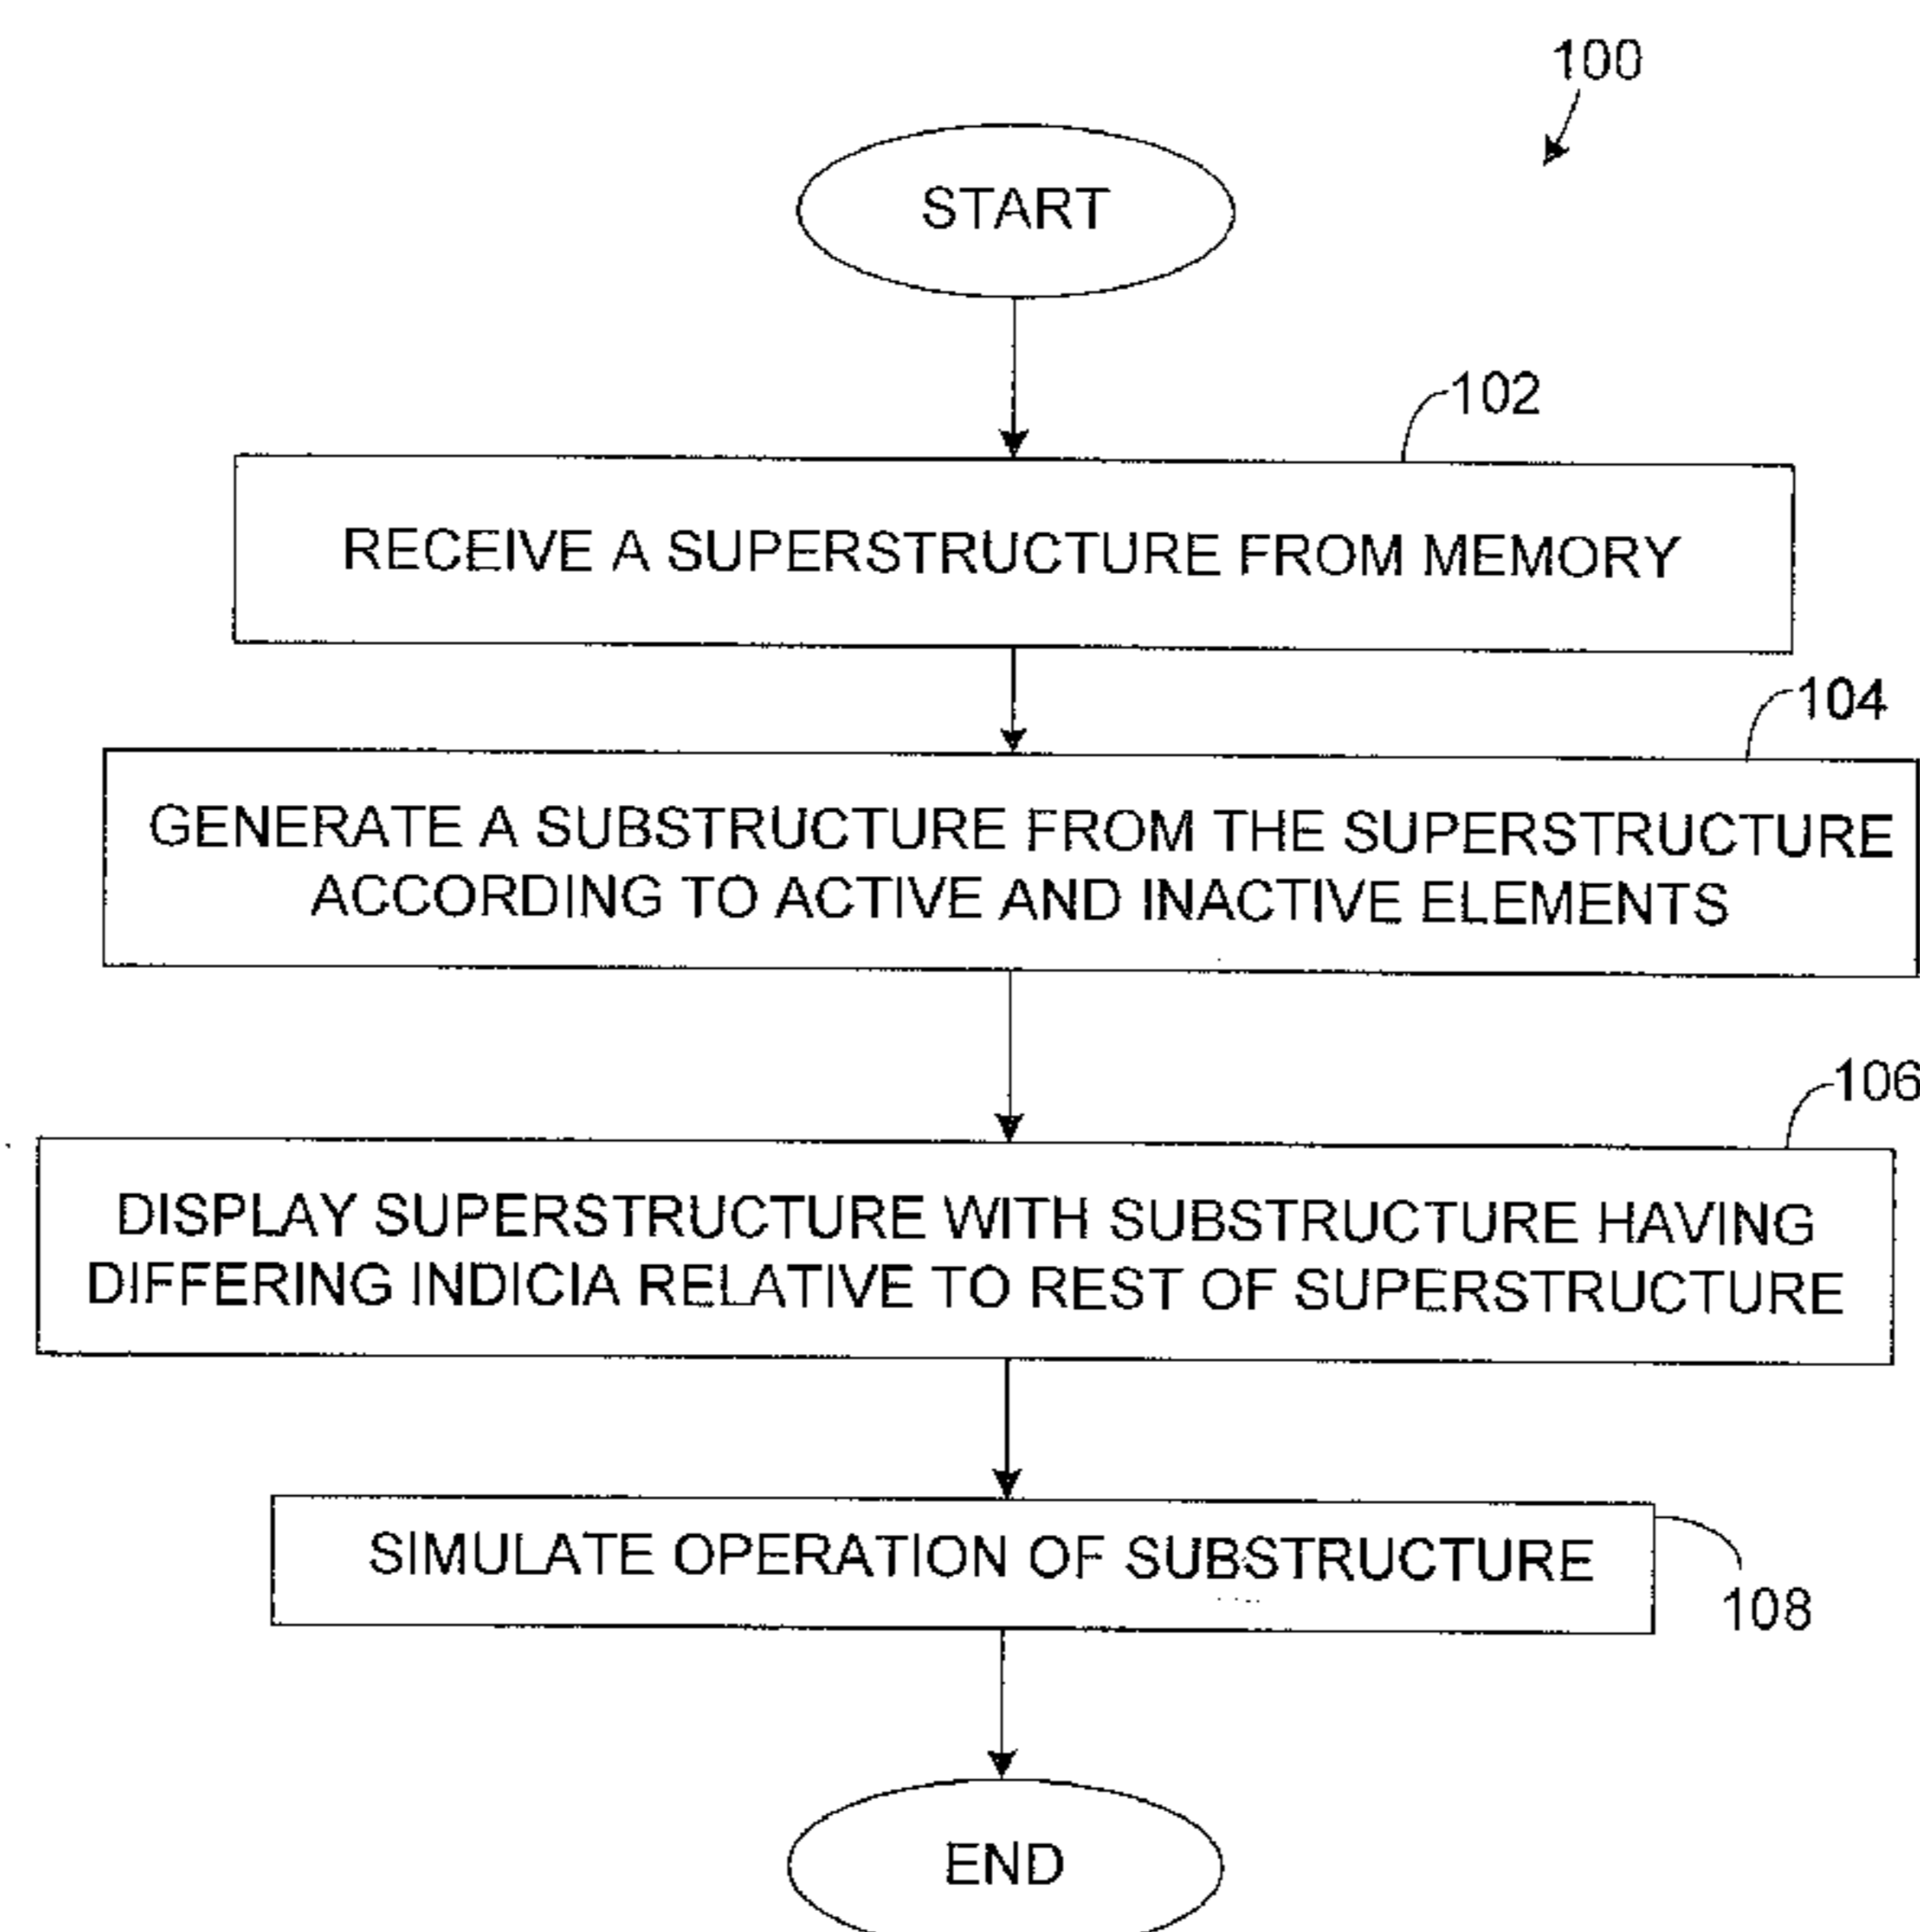 100
START
102
RECEIVE A SUPERSTRUCTURE FROM MEMORY
104
GENERATE A SUBSTRUCTURE FROM THE SUPERSTRUCTURE
ACCORDING TO ACTIVE AND INACTIVE ELEMENTS
106
DISPLAY SUPERSTRUCTURE WITH SUBSTRUCTURE HAVING
DIFFERING INDICIA RELATIVE TO REST OF SUPERSTRUCTURE
SIMULATE OPERATION OF SUBSTRUCTURE
108
END